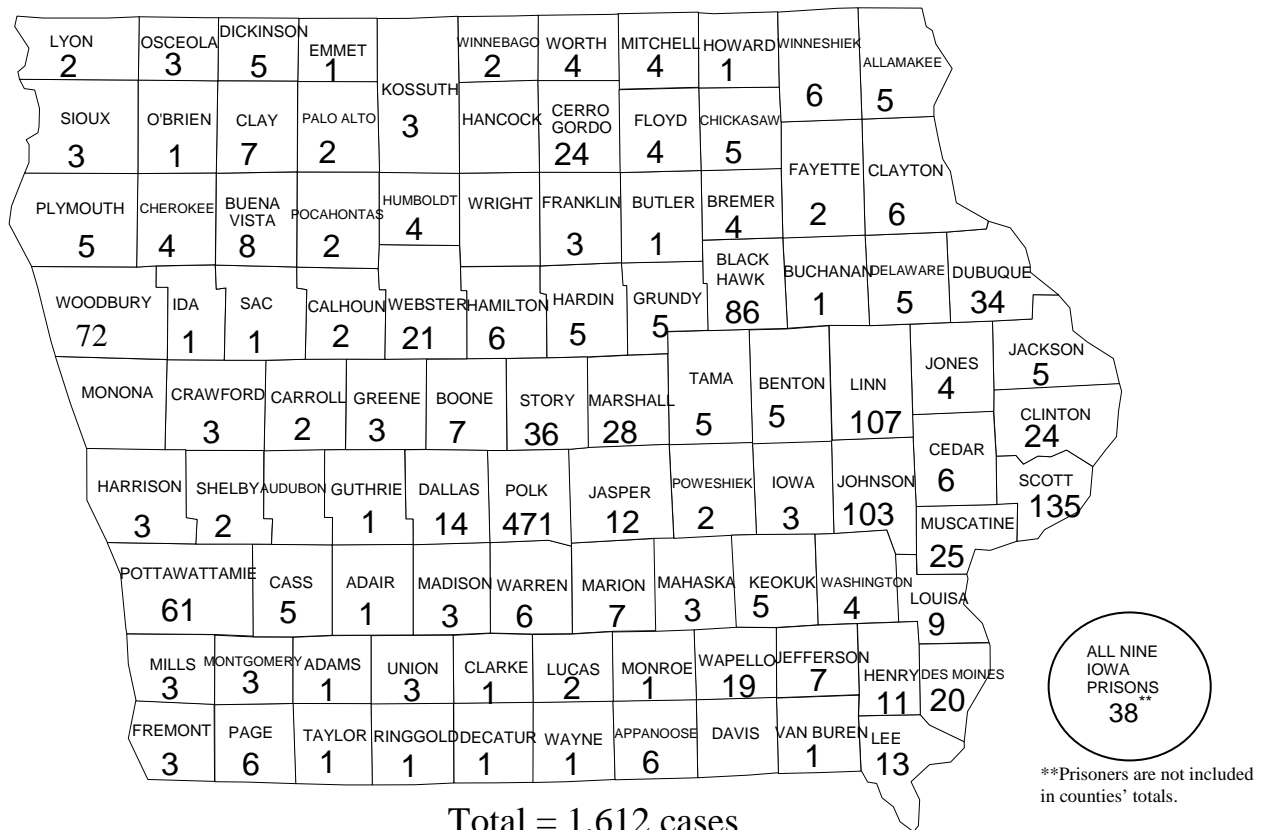 LYON
2
OSCEOLA
3
DICKINSON
5
EMMET
1
KOSSUTH
3
WINNEBAGO
2
WORTH
4
MITCHELL
4
HOWARD
1
WINNESHIEK
6
ALLAMAKEE
5
SIOUX
3
O'BRIEN
1
CLAY
7
PALO ALTO
2
HANCOCK
CERRO
GORDO
24
FLOYD
4
CHICKASAW
5
FAYETTE
2
CLAYTON
6
PLYMOUTH
5
CHEROKEE
4
BUENA
VISTA
8
POCAHONTAS
2
HUMBOLDT
4
WRIGHT
FRANKLIN
3
BUTLER
1
BREMER
4
WOODBURY
72
IDA
1
SAC
1
CALHOUN
2
WEBSTER
21
HAMILTON
6
HARDIN
5
GRUNDY
5
BLACK
HAWK
86
BUCHANAN
1
DELAWARE
5
DUBUQUE
34
MONONA
CRAWFORD
3
CARROLL
2
GREENE
3
BOONE
7
STORY
36
MARSHALL
28
TAMA
5
BENTON
5
LINN
107
JONES
4
JACKSON
5
CLINTON
24
CEDAR
6
SCOTT
135
HARRISON
3
SHELBY
2
AUDUBON
GUTHRIE
1
DALLAS
14
POLK
471
JASPER
12
POWESHIEK
2
IOWA
3
JOHNSON
103
MUSCATINE
25
POTTAWATTAMIE
61
CASS
5
ADAIR
1
MADISON
3
WARREN
6
MARION
7
MAHASKA
3
KEOKUK
5
WASHINGTON
4
LOUISA
9
MILLS
3
MONTGOMERY
3
ADAMS
1
UNION
3
CLARKE
1
LUCAS
2
MONROE
1
WAPELLO
19
JEFFERSON
7
HENRY
11
DES MOINES
20
FREMONT
3
PAGE
6
TAYLOR
1
RINGGOLD
1
DECATUR
1
WAYNE
1
APPANOOSE
6
DAVIS
VAN BUREN
1
LEE
13
ALL NINE
IOWA
PRISONS
38**
**Prisoners are not included
in counties' totals.
Total = 1,612 cases